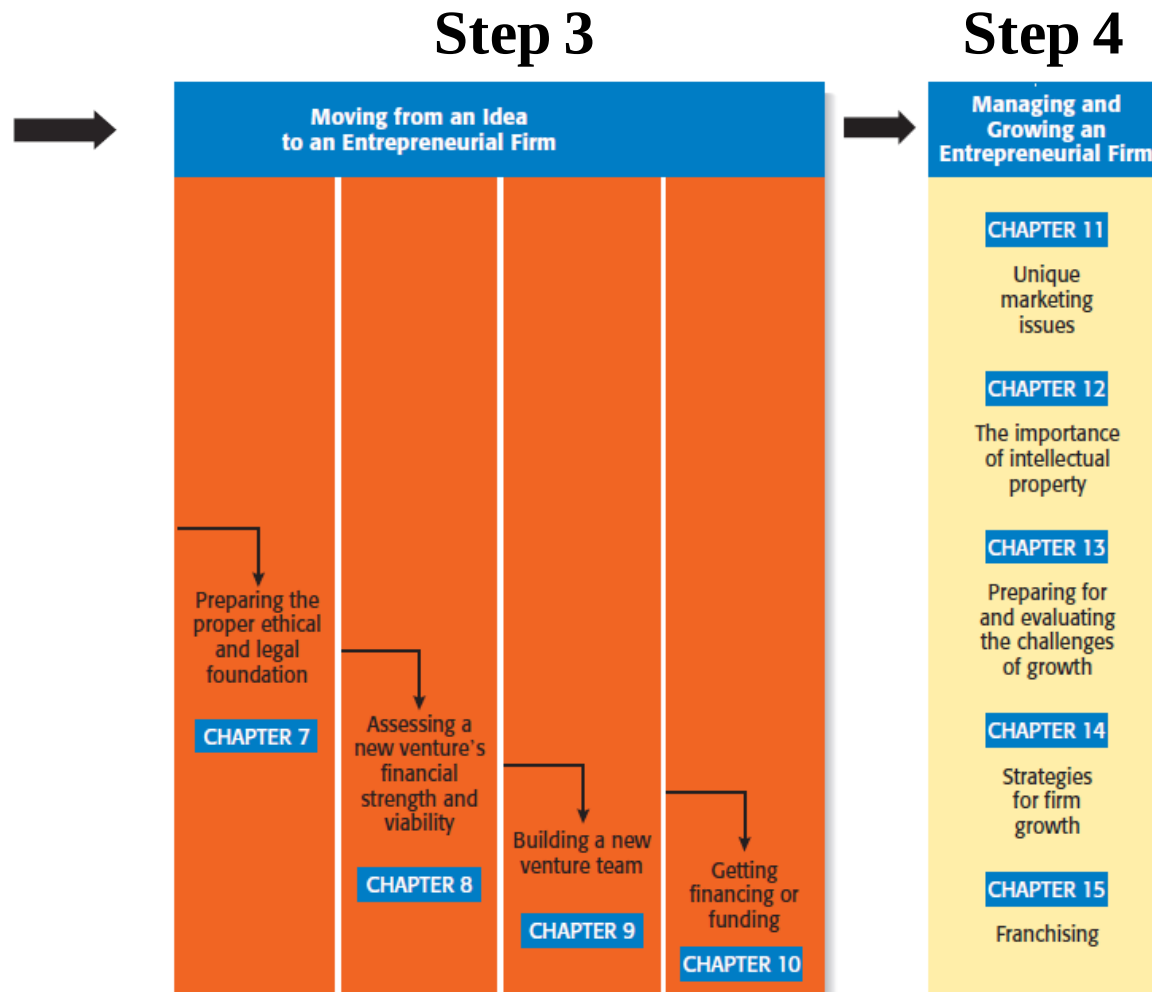 Step 3
Moving from an Idea
to an Entrepreneurial Firm
Preparing the
proper ethical
and legal
foundation
CHAPTER 7
Assessing a
new venture's
financial
strength and
viability
CHAPTER 8
Building a new
venture team
CHAPTER 9
Getting
financing or
funding
CHAPTER 10
Step 4
Managing and
Growing an
Entrepreneurial Firm
CHAPTER 11
Unique
marketing
issues
CHAPTER 12
The importance
of intellectual
property
CHAPTER 13
Preparing for
and evaluating
the challenges
of growth
CHAPTER 14
Strategies
for firm
growth
CHAPTER 15
Franchising